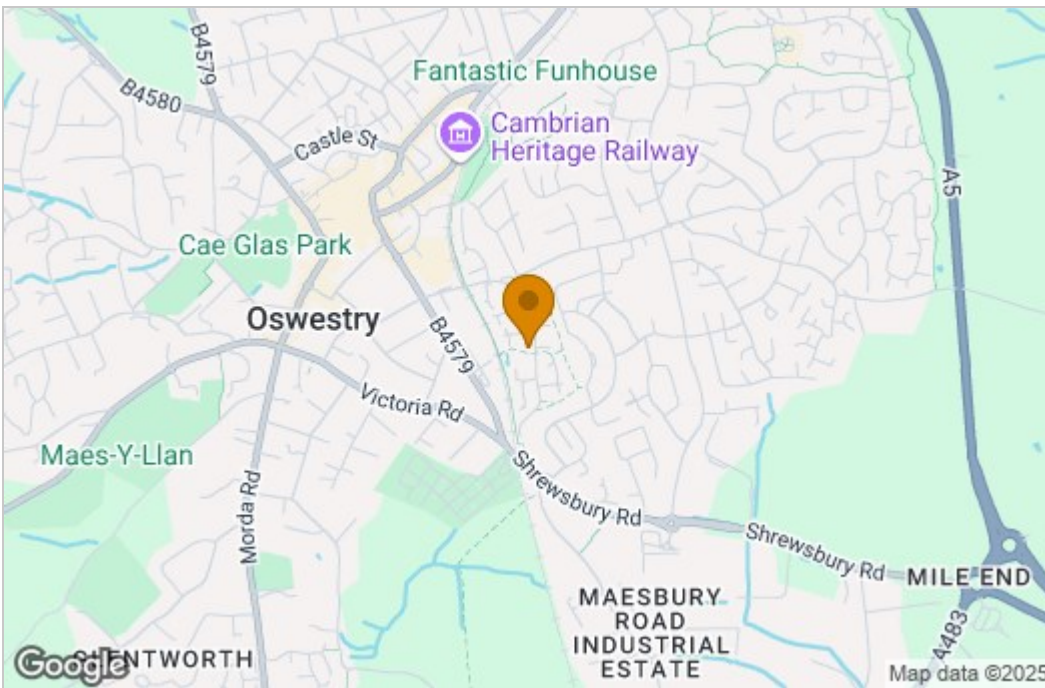 B4579
B4580
Fantastic Funhouse
Castle St
Cambrian
Heritage Railway
A5
Cae Glas Park
Oswestry
B4579
Victoria Rd
Maes-Y-Llan
Morda Rd
Shrewsbury Rd
Shrewsbury Rd
MILE END
MAESBURY
ROAD
INDUSTRIAL
ESTATE
A483
Google
Map data ©2025